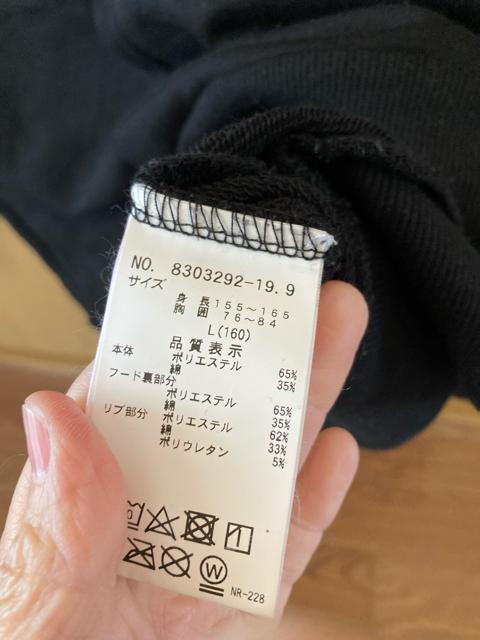 NO. 8303292-19.9
サイズ
身長 155～165
胸囲 76～84
L(160)
品質表示
本体
ポリエステル 65%
綿 35%
フード裏部分
ポリエステル 65%
綿 35%
リブ部分
ポリエステル 62%
綿 33%
ポリウレタン 5%
W
NR-228